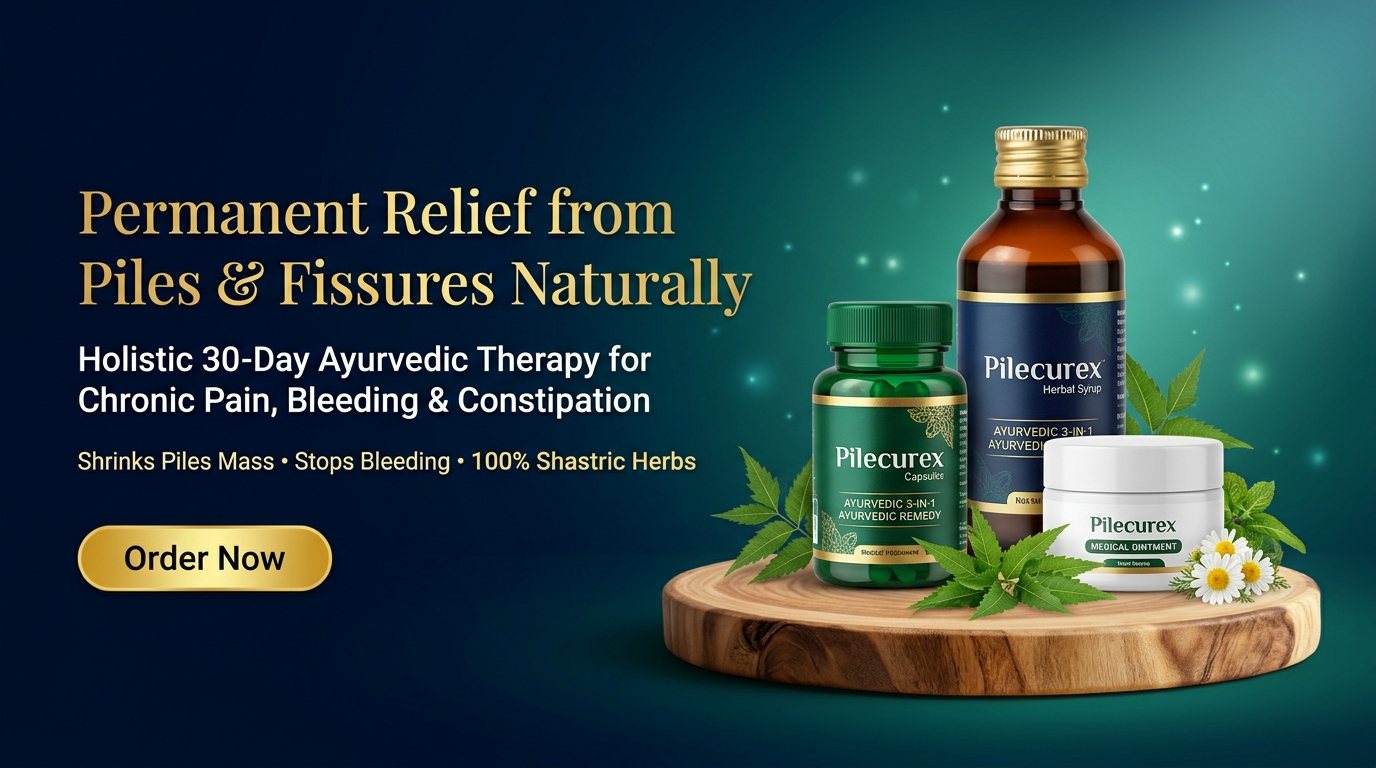 Permanent Relief from
Piles & Fissures Naturally
Holistic 30-Day Ayurvedic Therapy for
Chronic Pain, Bleeding & Constipation
Shrinks Piles Mass • Stops Bleeding • 100% Shastric Herbs
Order Now
Pilecurex
Capsules
AYURVEDIC 3-IN-1
AYURVEDIC REMEDY
Pilecurex
Herbal Syrup
AYURVEDIC 3-IN-1
AYURVEDI
Pilecurex
MEDICAL OINTMENT